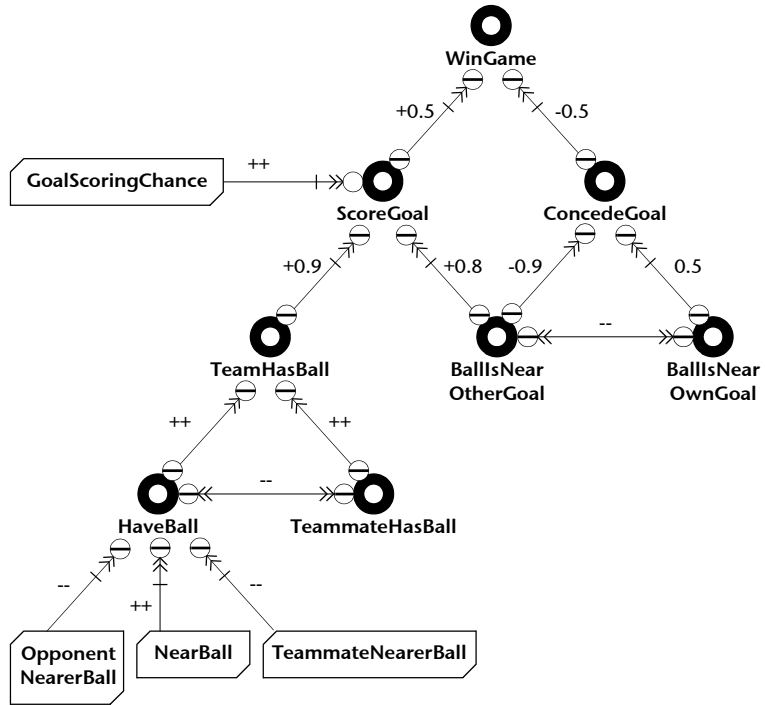 WinGame
+0.5
-0.5
++
GoalScoringChance
ScoreGoal
ConcedeGoal
+0.9
+0.8
-0.9
0.5
--
TeamHasBall
BallIsNear
OtherGoal
BallIsNear
OwnGoal
++
++
--
HaveBall
TeammateHasBall
--
++
--
Opponent
NearerBall
NearBall
TeammateNearerBall